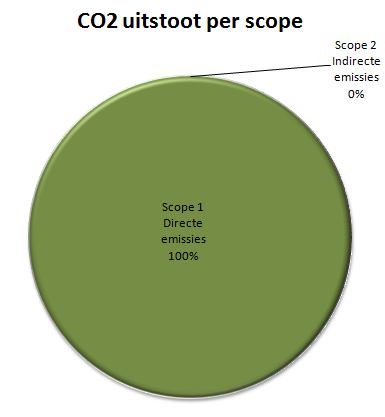 CO2 uitstoot per scope
Scope 2
Indirecte
emissies
0%
Scope 1
Directe
emissies
100%